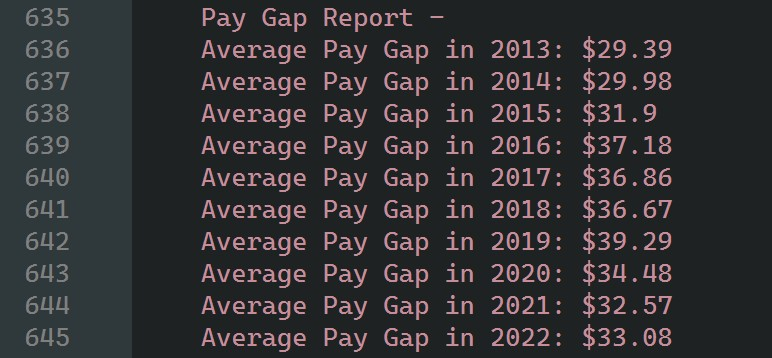 635 Pay Gap Report –
636 Average Pay Gap in 2013: $29.39
637 Average Pay Gap in 2014: $29.98
638 Average Pay Gap in 2015: $31.9
639 Average Pay Gap in 2016: $37.18
640 Average Pay Gap in 2017: $36.86
641 Average Pay Gap in 2018: $36.67
642 Average Pay Gap in 2019: $39.29
643 Average Pay Gap in 2020: $34.48
644 Average Pay Gap in 2021: $32.57
645 Average Pay Gap in 2022: $33.08